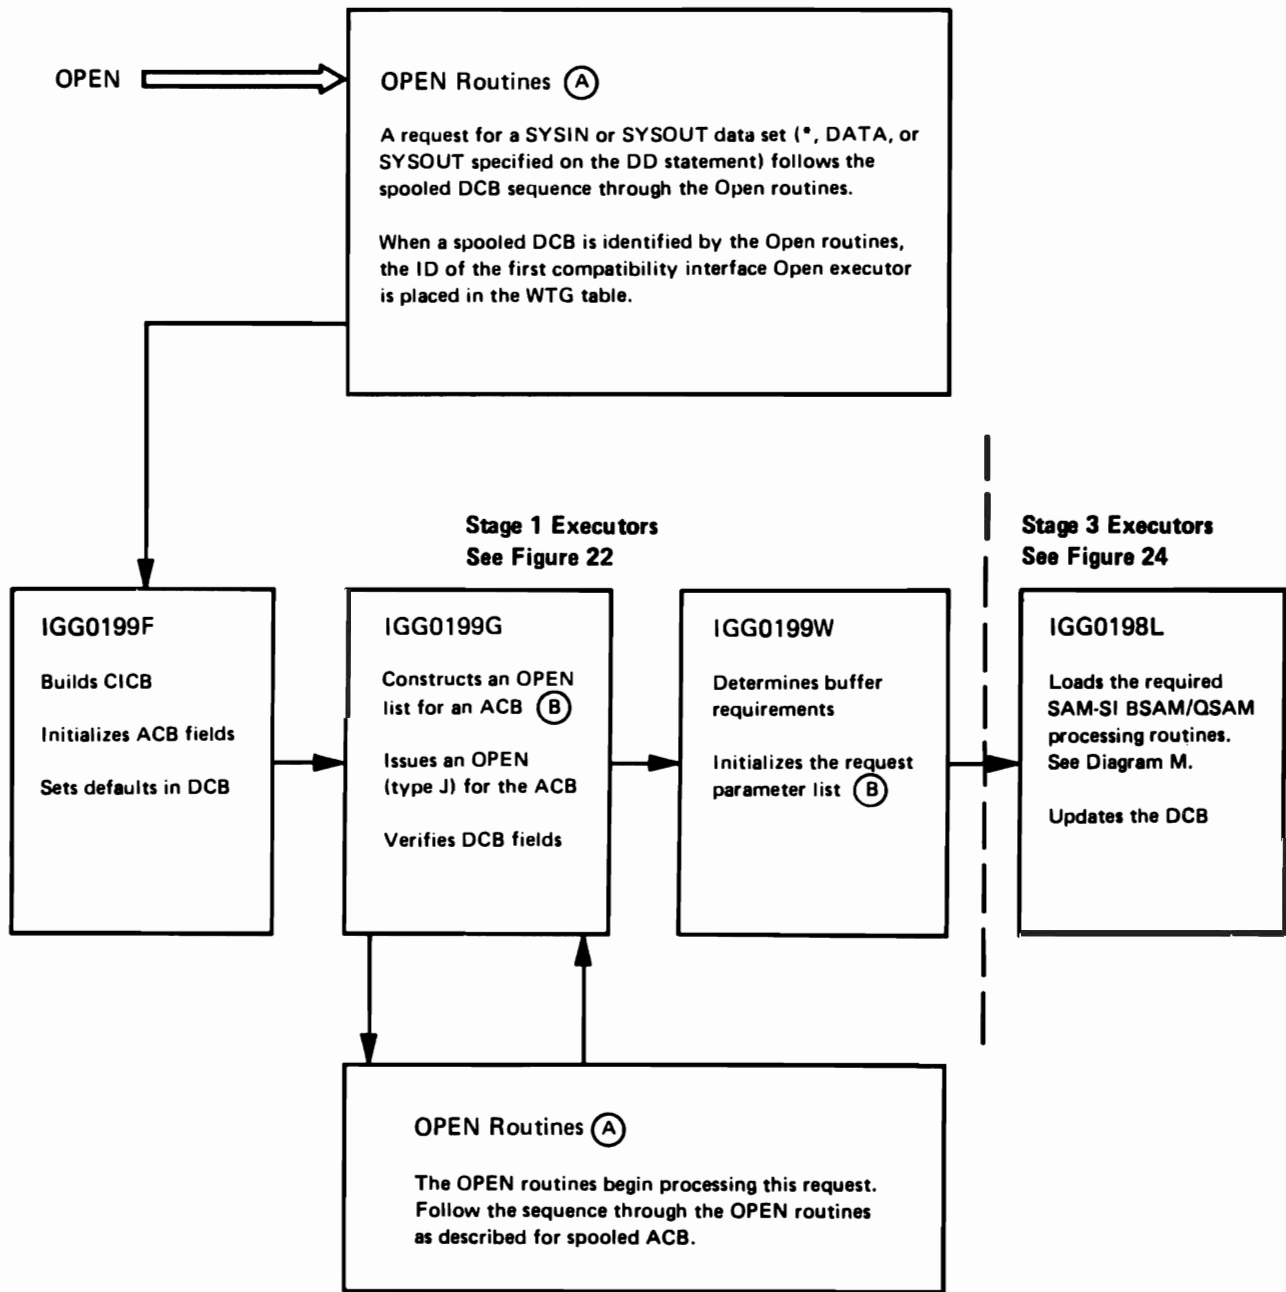 OPEN
OPEN Routines (A)
A request for a SYSIN or SYSOUT data set (*, DATA, or
SYSOUT specified on the DD statement) follows the
spooled DCB sequence through the Open routines.
When a spooled DCB is identified by the Open routines,
the ID of the first compatibility interface Open executor
is placed in the WTG table.
Stage 1 Executors
See Figure 22
Stage 3 Executors
See Figure 24
IGG0199F
Builds CICB
Initializes ACB fields
Sets defaults in DCB
IGG0199G
Constructs an OPEN
list for an ACB (B)
Issues an OPEN
(type J) for the ACB
Verifies DCB fields
IGG0199W
Determines buffer
requirements
Initializes the request
parameter list (B)
IGG0198L
Loads the required
SAM-SI BSAM/QSAM
processing routines.
See Diagram M.
Updates the DCB
OPEN Routines (A)
The OPEN routines begin processing this request.
Follow the sequence through the OPEN routines
as described for spooled ACB.